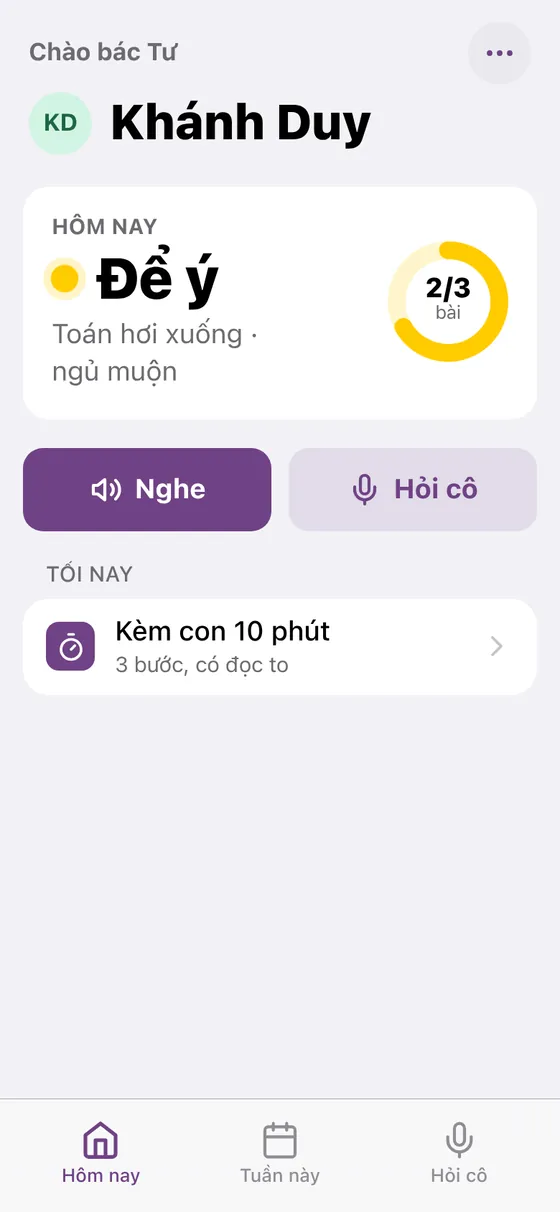 Chào bác Tư
KD
Khánh Duy
HÔM NAY
Để ý
Toán hơi xuống ·
ngủ muộn
2/3
bài
Nghe
Hỏi cô
TỐI NAY
Kèm con 10 phút
3 bước, có đọc to
Hôm nay
Tuần này
Hỏi cô